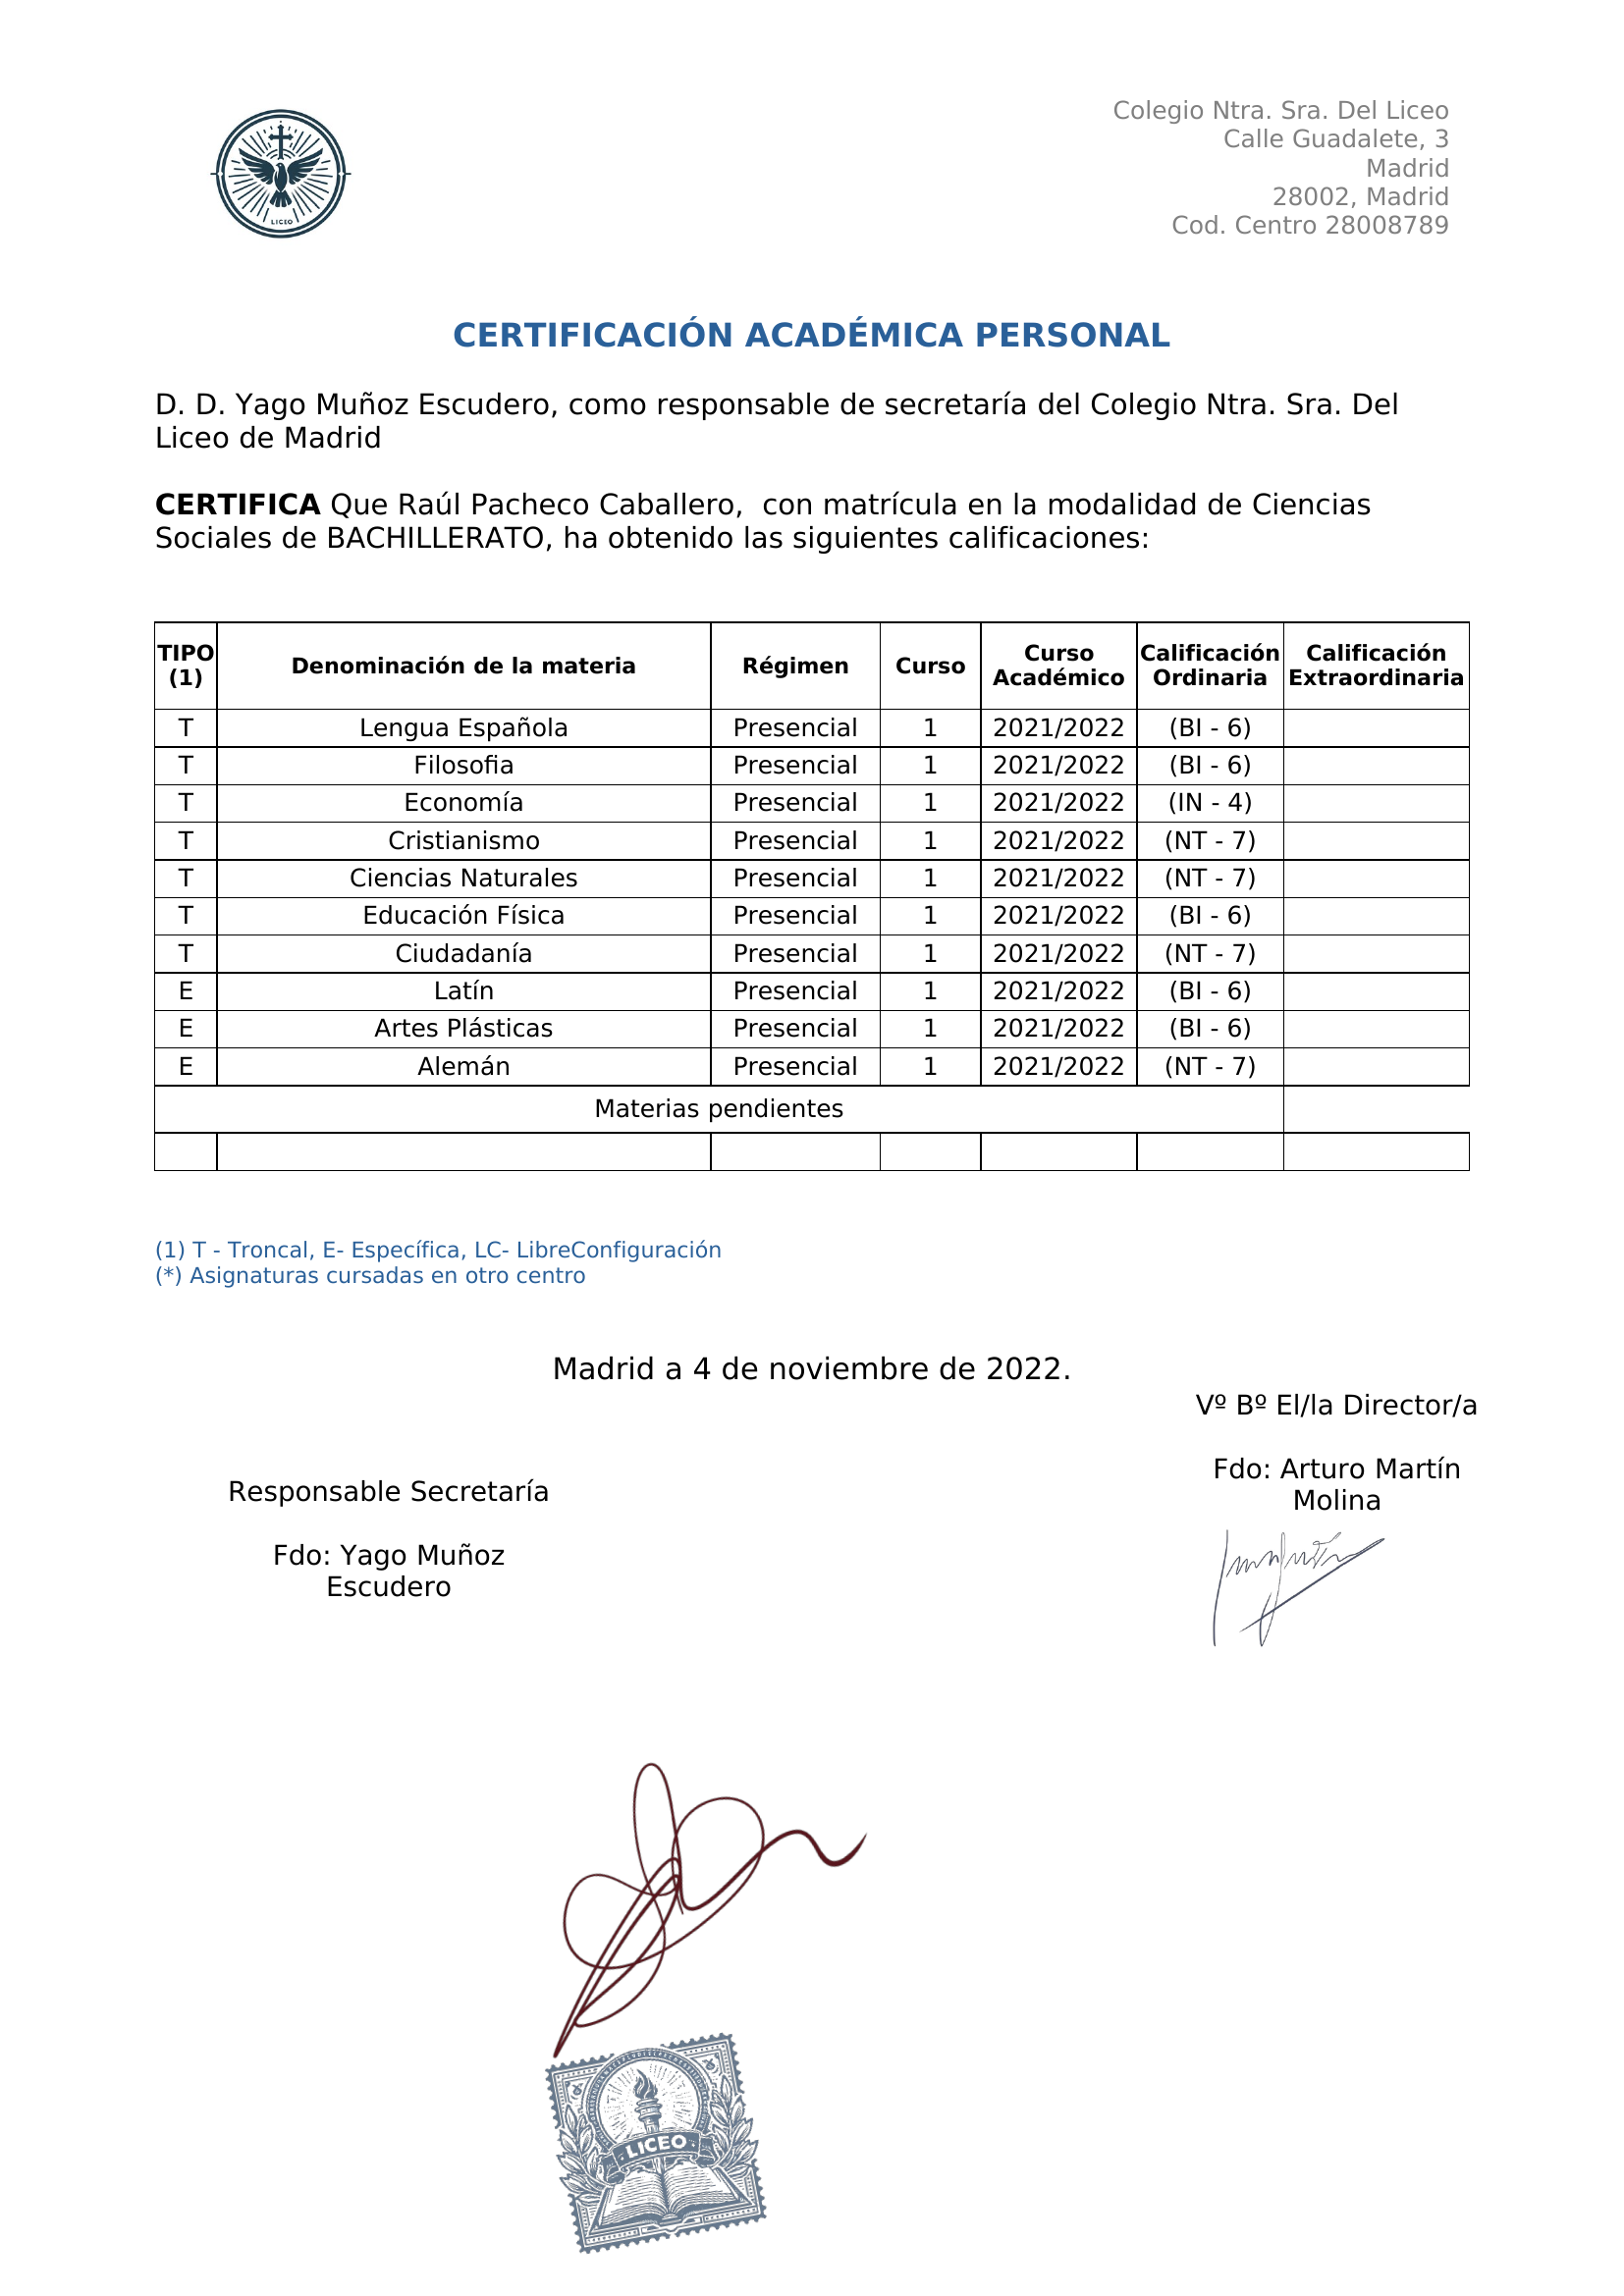 LICEO
Colegio Ntra. Sra. Del Liceo
Calle Guadalete, 3
Madrid
28002, Madrid
Cod. Centro 28008789
CERTIFICACIÓN ACADÉMICA PERSONAL
D. D. Yago Muñoz Escudero, como responsable de secretaría del Colegio Ntra. Sra. Del
Liceo de Madrid
CERTIFICA Que Raúl Pacheco Caballero,  con matrícula en la modalidad de Ciencias
Sociales de BACHILLERATO, ha obtenido las siguientes calificaciones:
TIPO (1) Denominación de la materia Régimen Curso Curso Académico Calificación Ordinaria Calificación Extraordinaria
T Lengua Española Presencial 1 2021/2022 (BI - 6)
T Filosofia Presencial 1 2021/2022 (BI - 6)
T Economía Presencial 1 2021/2022 (IN - 4)
T Cristianismo Presencial 1 2021/2022 (NT - 7)
T Ciencias Naturales Presencial 1 2021/2022 (NT - 7)
T Educación Física Presencial 1 2021/2022 (BI - 6)
T Ciudadanía Presencial 1 2021/2022 (NT - 7)
E Latín Presencial 1 2021/2022 (BI - 6)
E Artes Plásticas Presencial 1 2021/2022 (BI - 6)
E Alemán Presencial 1 2021/2022 (NT - 7)
Materias pendientes
(1) T - Troncal, E- Específica, LC- LibreConfiguración
(*) Asignaturas cursadas en otro centro
Madrid a 4 de noviembre de 2022.
Vº Bº El/la Director/a
Fdo: Arturo Martín
Molina
Responsable Secretaría
Fdo: Yago Muñoz
Escudero
LICEO